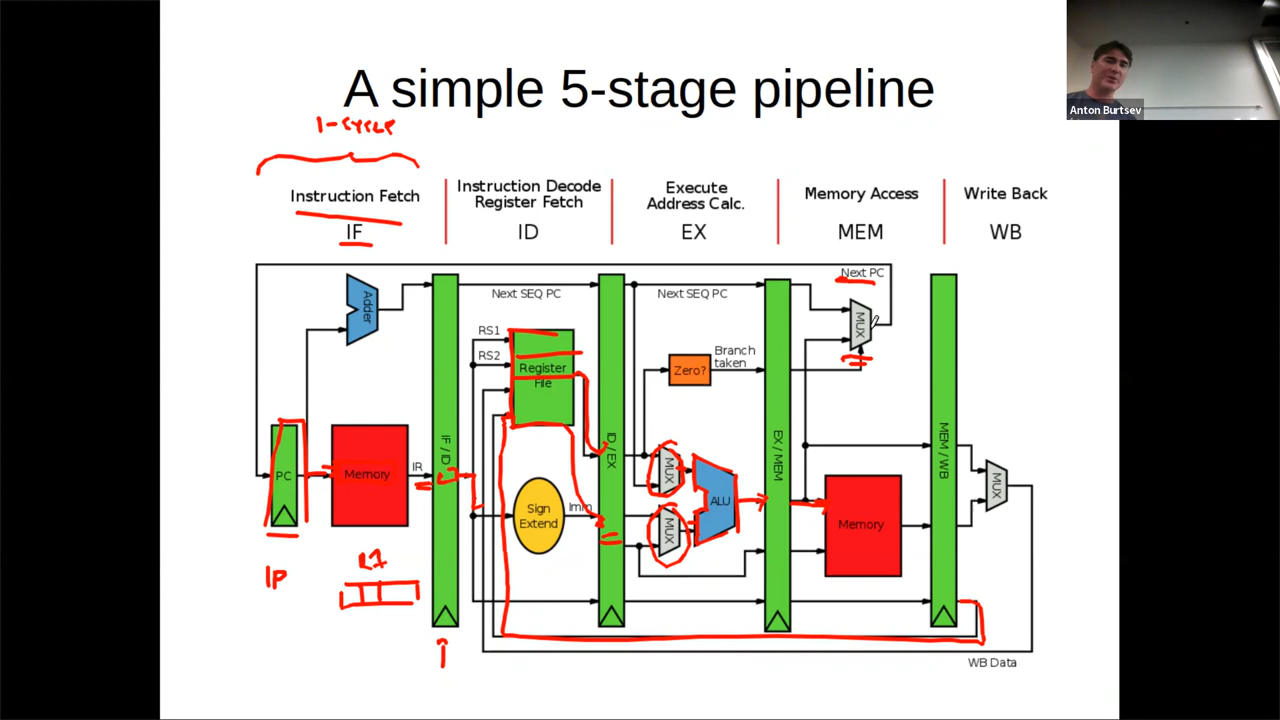 A simple 5-stage pipeline
Anton Burtsev
1-cycle
Instruction Fetch
IF
Instruction Decode
Register Fetch
ID
Execute
Address Calc.
EX
Memory Access
MEM
Write Back
WB
Next PC
Adder
Next SEQ PC
Next SEQ PC
MUX
RS1
RS2
Register
File
Branch
taken
Zero?
IF / ID
ID / EX
EX / MEM
MEM / WB
PC
Memory
IR
MUX
ALU
MUX
Sign
Extend
Imm
MUX
Memory
IP
WB Data